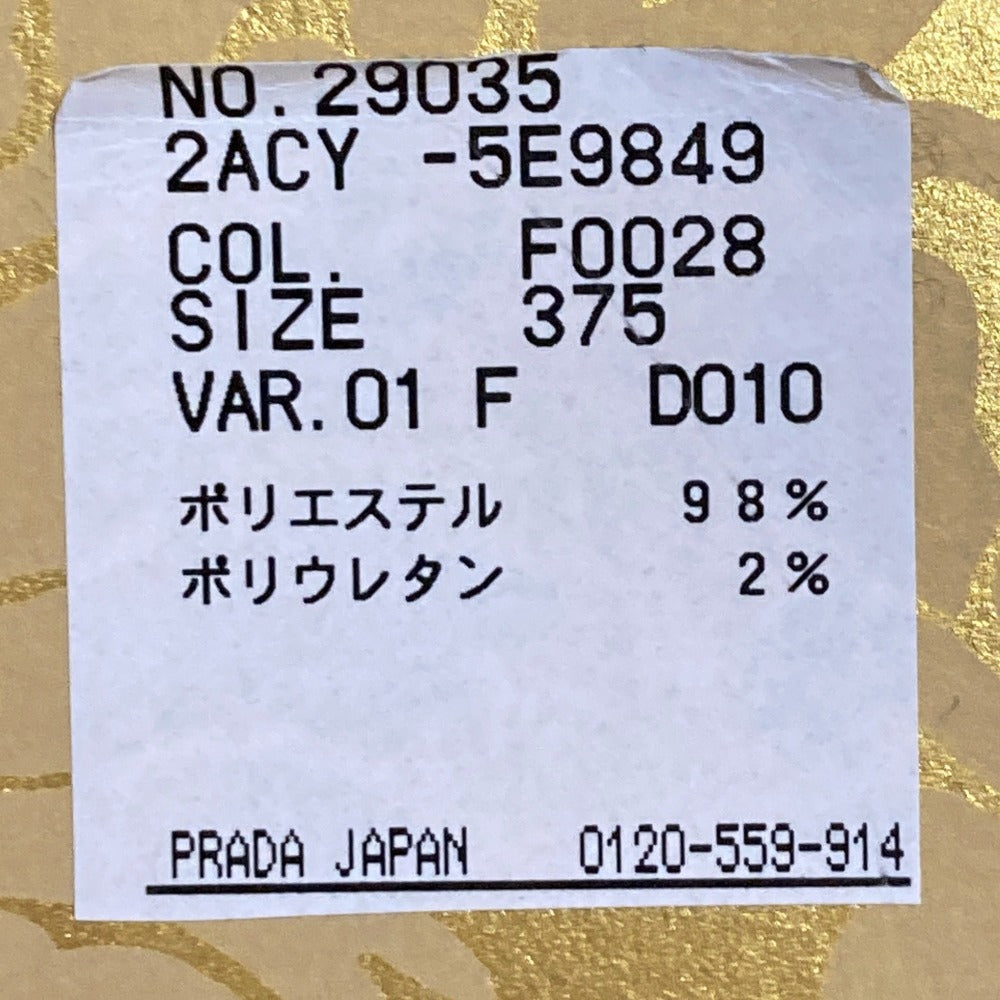 NO. 29035
2ACY -5E9849
COL. F0028
SIZE 375
VAR. 01 F D010
ポリエステル 98%
ポリウレタン 2%
PRADA JAPAN 0120-559-914